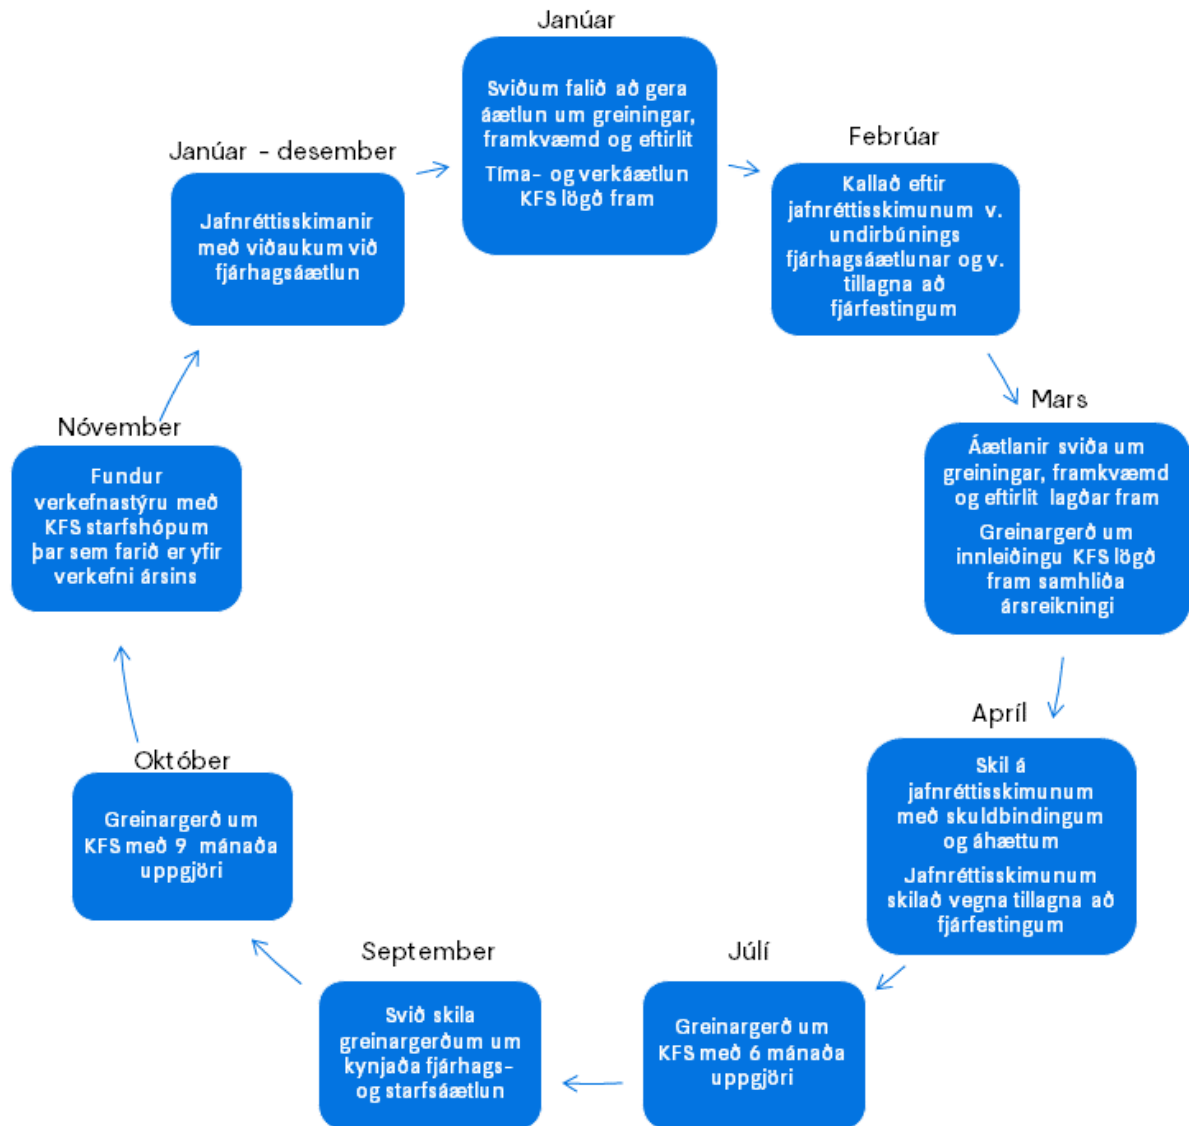 Janúar
Sviðum falið að gera
áætlun um greiningar,
framkvæmd og eftirlit
Tíma- og verkáætlun
KFS lögð fram
Febrúar
Kallað eftir
jafnréttisskimunum v.
undirbúnings
fjárhagsáætlunar og v.
tillagna að
fjárfestingum
Mars
Áætlanir sviða um
greiningar, framkvæmd
og eftirlit lagðar fram
Greinargerð um
innleiðingu KFS lögð
fram samhliða
ársreikningi
Apríl
Skil á
jafnréttisskimunum
með skuldbindingum
og áhættum
Jafnréttisskimunum
skilað vegna tillagna að
fjárfestingum
Júlí
Greinargerð um
KFS með 6 mánaða
uppgjöri
September
Svið skila
greinargerðum um
kynjaða fjárhags-
og starfsáætlun
Október
Greinargerð um
KFS með 9 mánaða
uppgjöri
Nóvember
Fundur
verkefnastýru með
KFS starfshópum
þar sem farið er yfir
verkefni ársins
Janúar - desember
Jafnréttisskimanir
með viðaukum við
fjárhagsáætlun